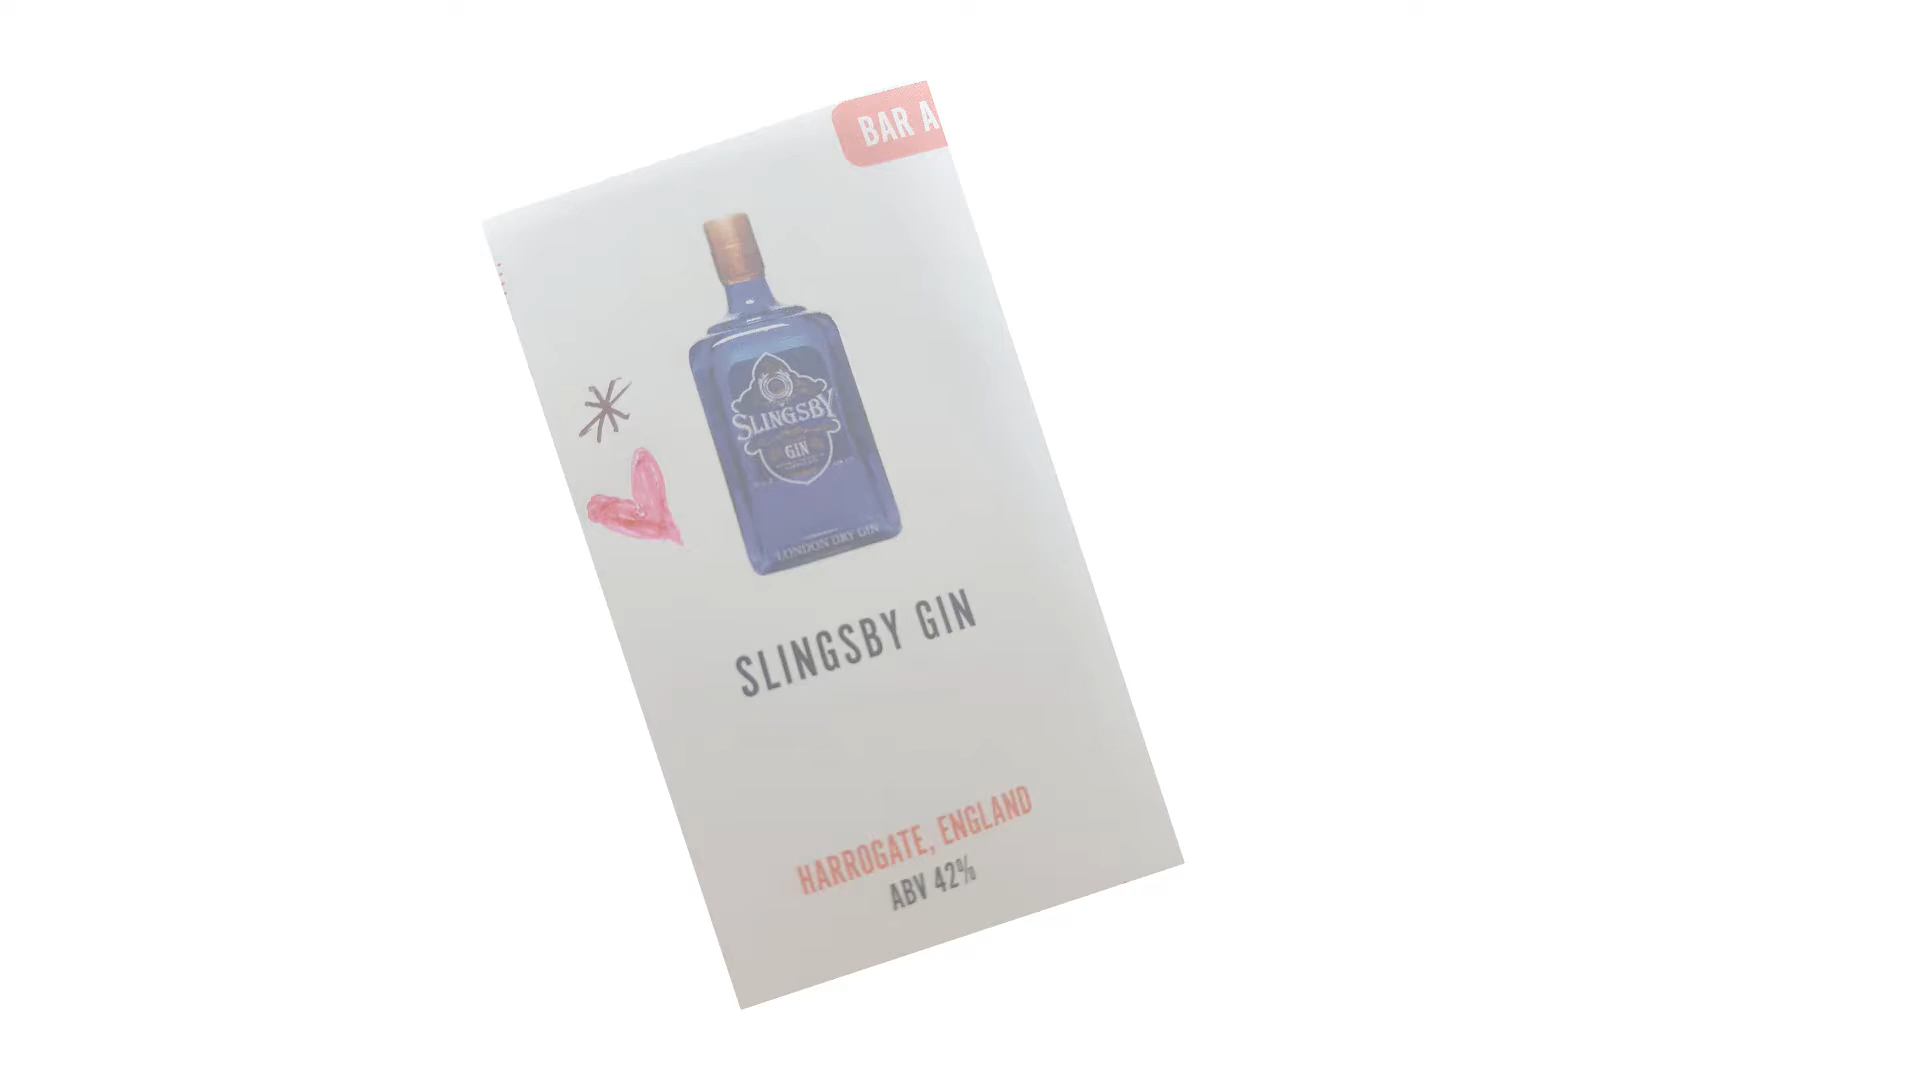 BAR A
SLINGSBY
GIN
LONDON DRY GIN
SLINGSBY GIN
HARROGATE, ENGLAND
ABV 42%